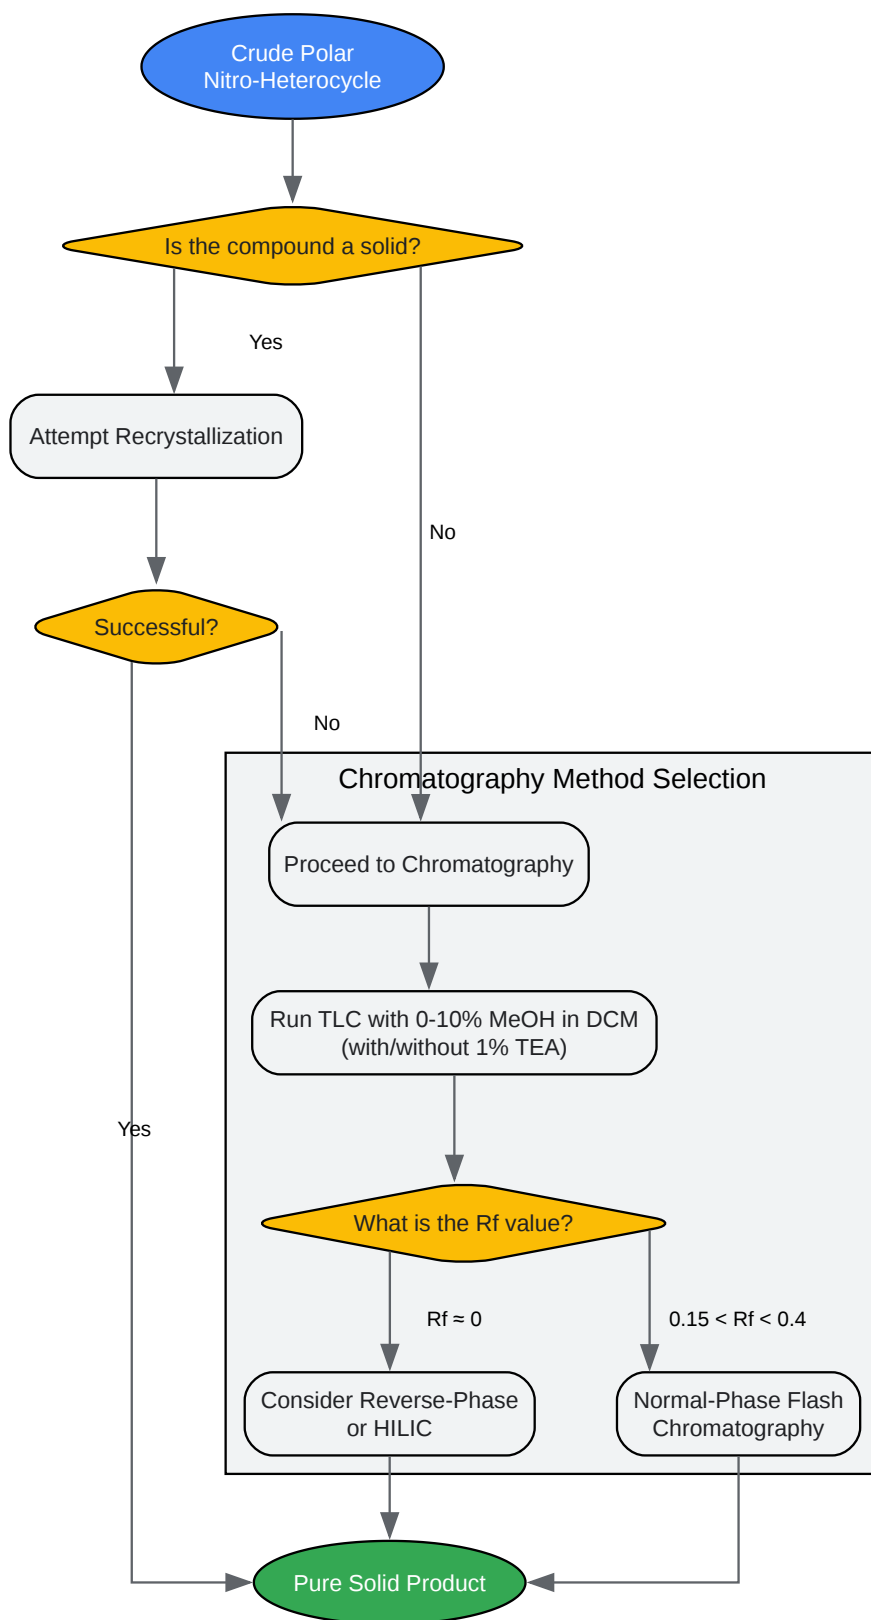 Crude Polar
Nitro-Heterocycle
Is the compound a solid?
Yes
Attempt Recrystallization
No
Successful?
No
Chromatography Method Selection
Proceed to Chromatography
Run TLC with 0-10% MeOH in DCM
(with/without 1% TEA)
Yes
What is the Rf value?
Rf ≈ 0
0.15 < Rf < 0.4
Consider Reverse-Phase
or HILIC
Normal-Phase Flash
Chromatography
Pure Solid Product